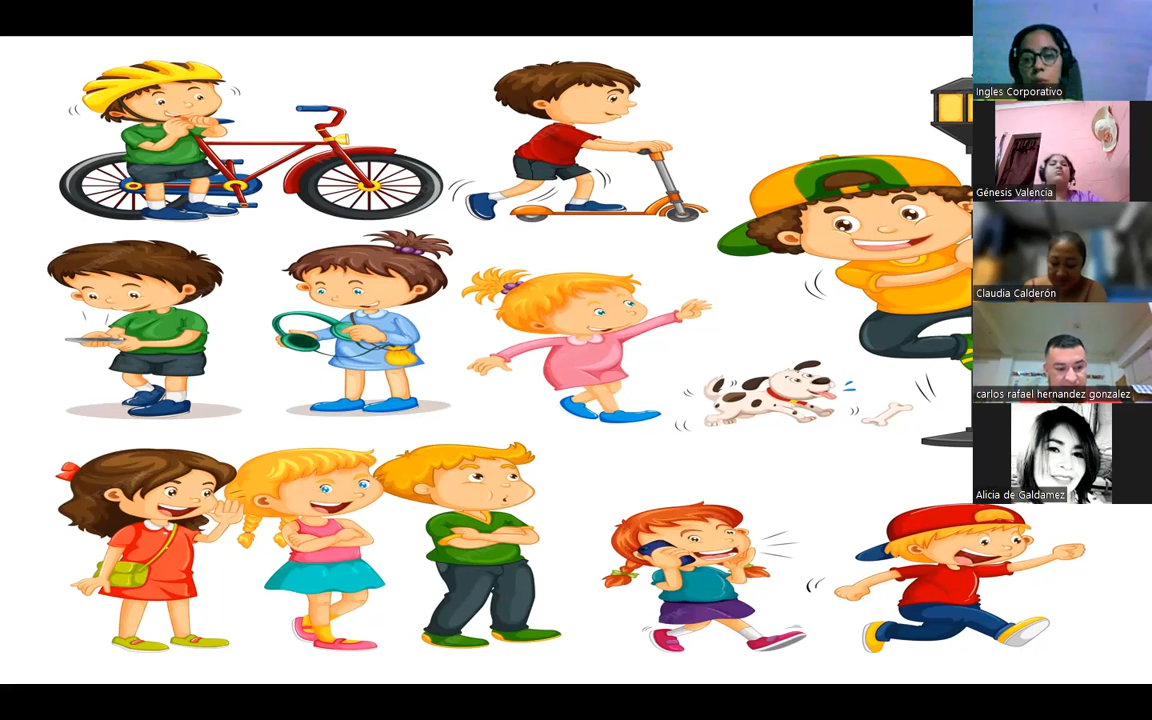 Ingles Corporativo
Génesis Valencia
Claudia Calderón
carlos rafael hernandez gonzalez
Alicia de Galdamez